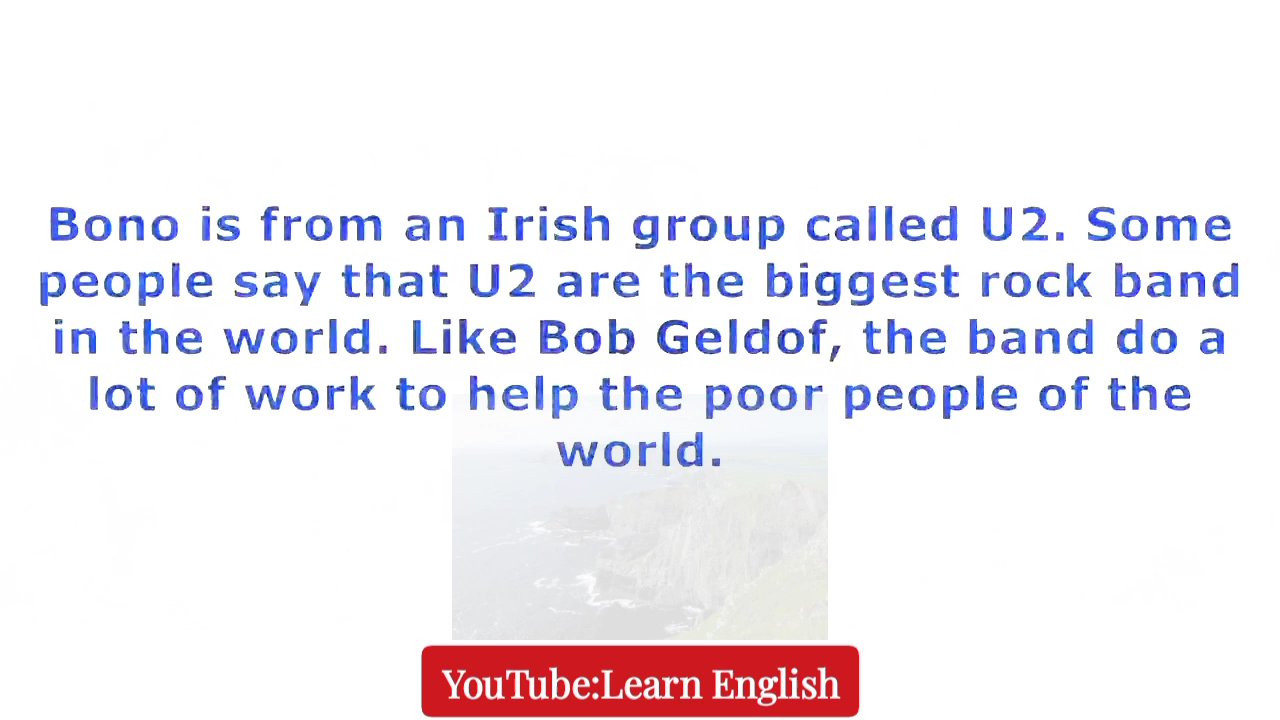 Bono is from an Irish group called U2. Some
people say that U2 are the biggest rock band
in the world. Like Bob Geldof, the band do a
lot of work to help the poor people of the
world.
YouTube:Learn English